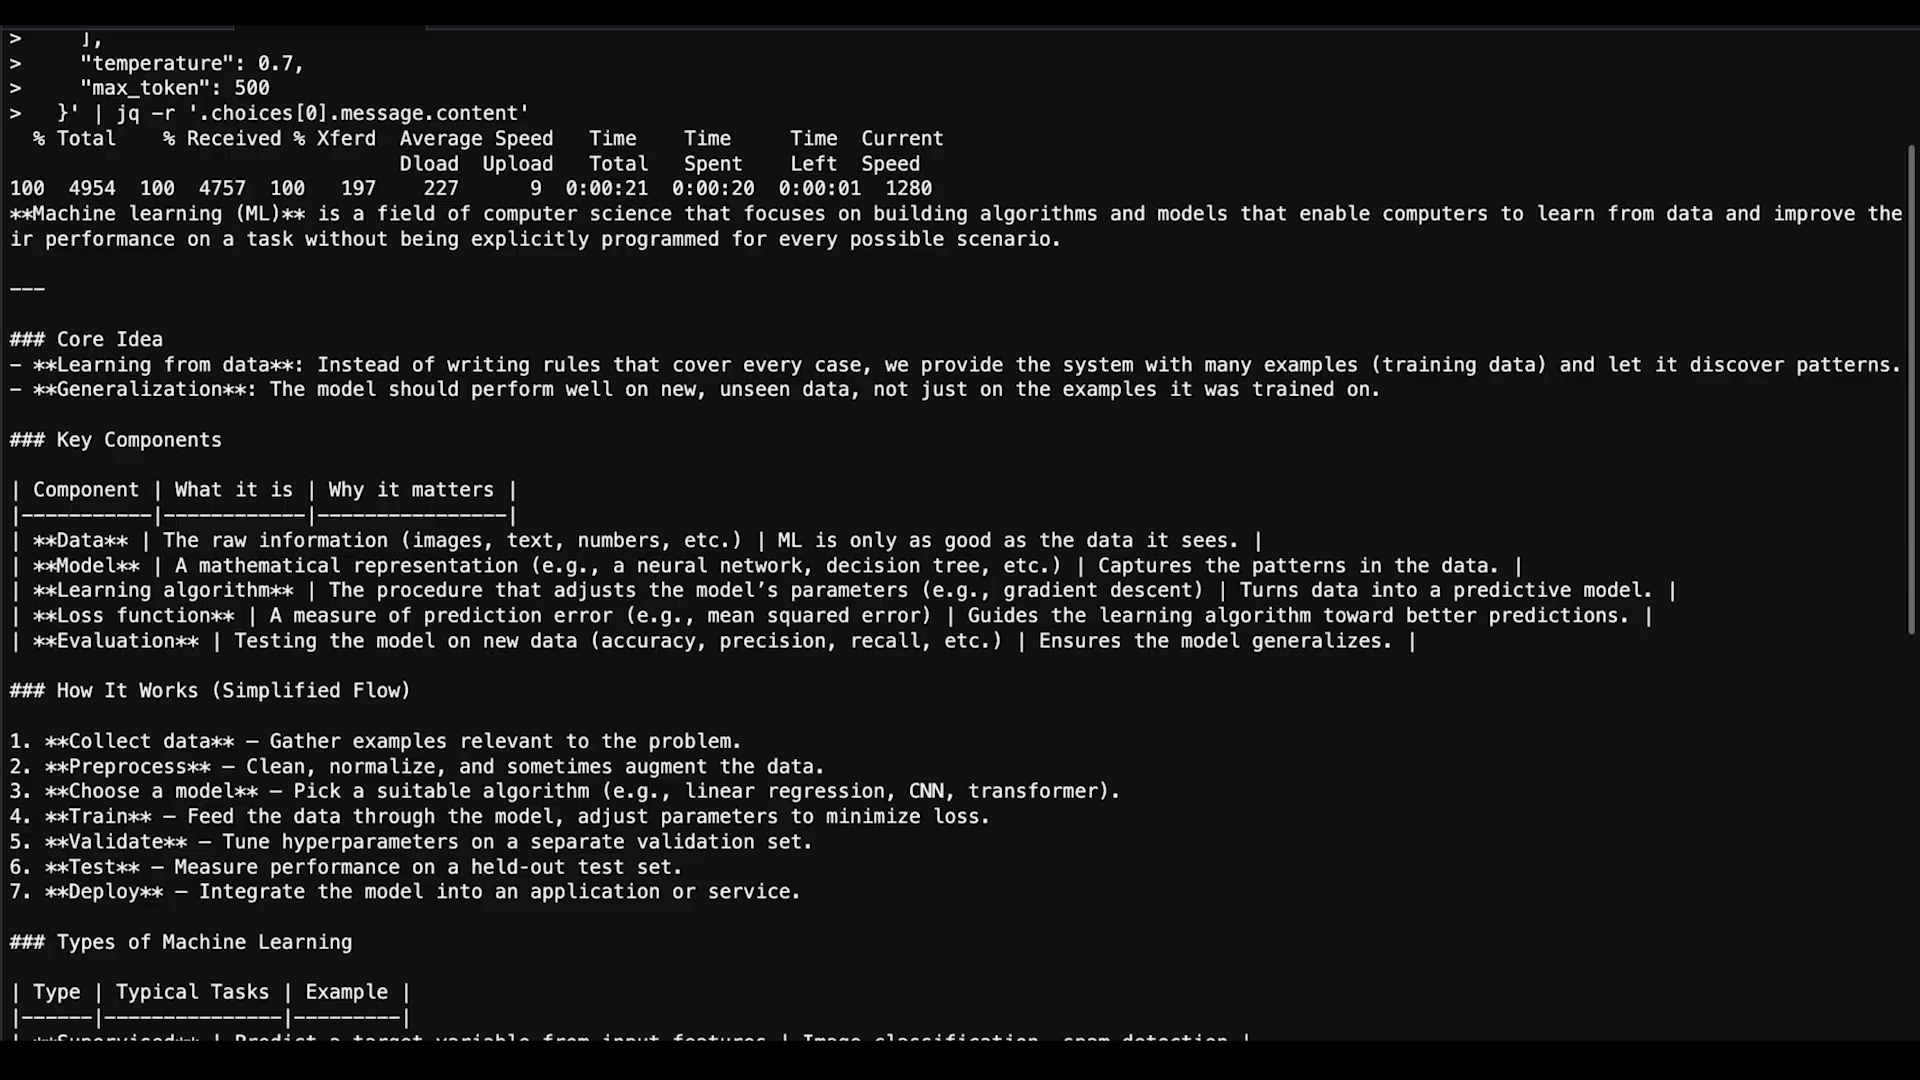 >     ],
>     "temperature": 0.7,
>     "max_token": 500
>   }' | jq -r '.choices[0].message.content'
  % Total    % Received % Xferd  Average Speed   Time    Time     Time  Current
                                 Dload  Upload   Total   Spent    Left  Speed
100  4954  100  4757  100   197    227      9  0:00:21  0:00:20  0:00:01  1280
**Machine learning (ML)** is a field of computer science that focuses on building algorithms and models that enable computers to learn from data and improve the
ir performance on a task without being explicitly programmed for every possible scenario.
---
### Core Idea
- **Learning from data**: Instead of writing rules that cover every case, we provide the system with many examples (training data) and let it discover patterns.
- **Generalization**: The model should perform well on new, unseen data, not just on the examples it was trained on.
### Key Components
| Component | What it is | Why it matters |
|-----------|------------|----------------|
| **Data** | The raw information (images, text, numbers, etc.) | ML is only as good as the data it sees. |
| **Model** | A mathematical representation (e.g., a neural network, decision tree, etc.) | Captures the patterns in the data. |
| **Learning algorithm** | The procedure that adjusts the model’s parameters (e.g., gradient descent) | Turns data into a predictive model. |
| **Loss function** | A measure of prediction error (e.g., mean squared error) | Guides the learning algorithm toward better predictions. |
| **Evaluation** | Testing the model on new data (accuracy, precision, recall, etc.) | Ensures the model generalizes. |
### How It Works (Simplified Flow)
1. **Collect data** – Gather examples relevant to the problem.
2. **Preprocess** – Clean, normalize, and sometimes augment the data.
3. **Choose a model** – Pick a suitable algorithm (e.g., linear regression, CNN, transformer).
4. **Train** – Feed the data through the model, adjust parameters to minimize loss.
5. **Validate** – Tune hyperparameters on a separate validation set.
6. **Test** – Measure performance on a held‑out test set.
7. **Deploy** – Integrate the model into an application or service.
### Types of Machine Learning
| Type | Typical Tasks | Example |
|------|---------------|---------|
| **Supervised** | Predict a target variable from input features | Image classification, spam detection |